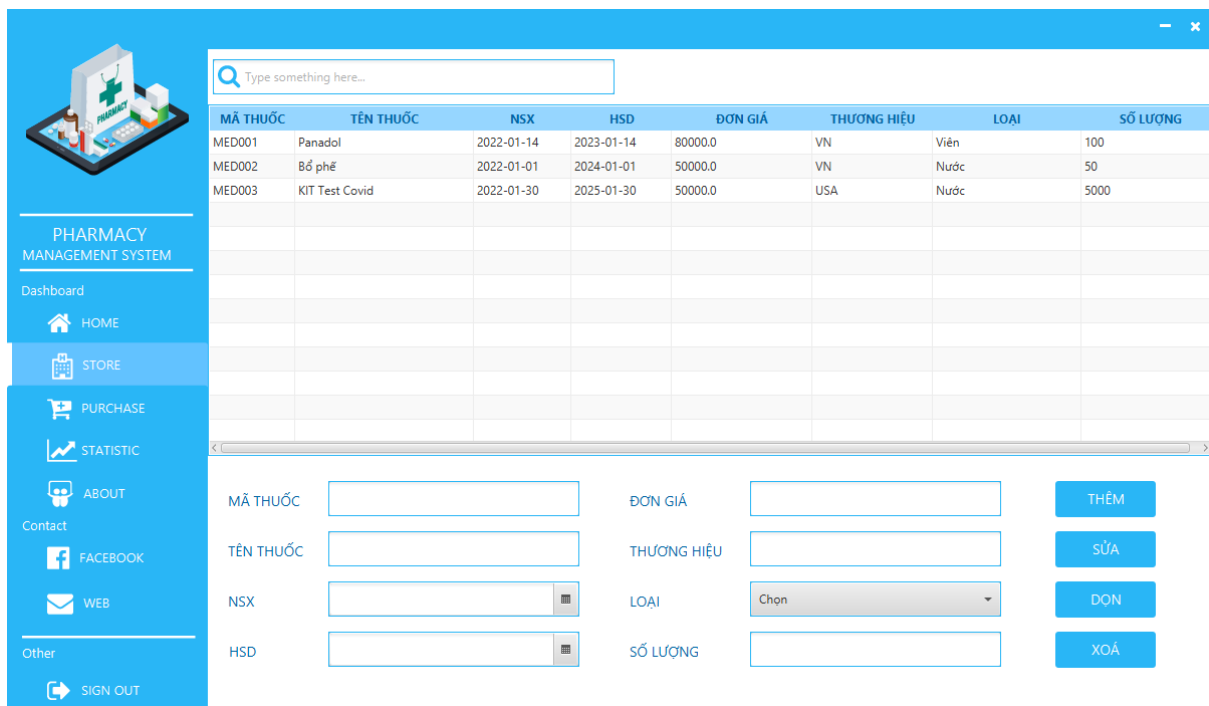 PHARMACY
Type something here...
MÃ THUỐC TÊN THUỐC NSX HSD ĐƠN GIÁ THƯƠNG HIỆU LOẠI SỐ LƯỢNG
MED001 Panadol 2022-01-14 2023-01-14 80000.0 VN Viên 100
MED002 Bổ phế 2022-01-01 2024-01-01 50000.0 VN Nước 50
MED003 KIT Test Covid 2022-01-30 2025-01-30 50000.0 USA Nước 5000
PHARMACY
MANAGEMENT SYSTEM
Dashboard
HOME
STORE
PURCHASE
STATISTIC
ABOUT
Contact
FACEBOOK
WEB
Other
SIGN OUT
MÃ THUỐC ĐƠN GIÁ THÊM
TÊN THUỐC THƯƠNG HIỆU SỬA
NSX LOẠI Chọn DỌN
HSD SỐ LƯỢNG XOÁ